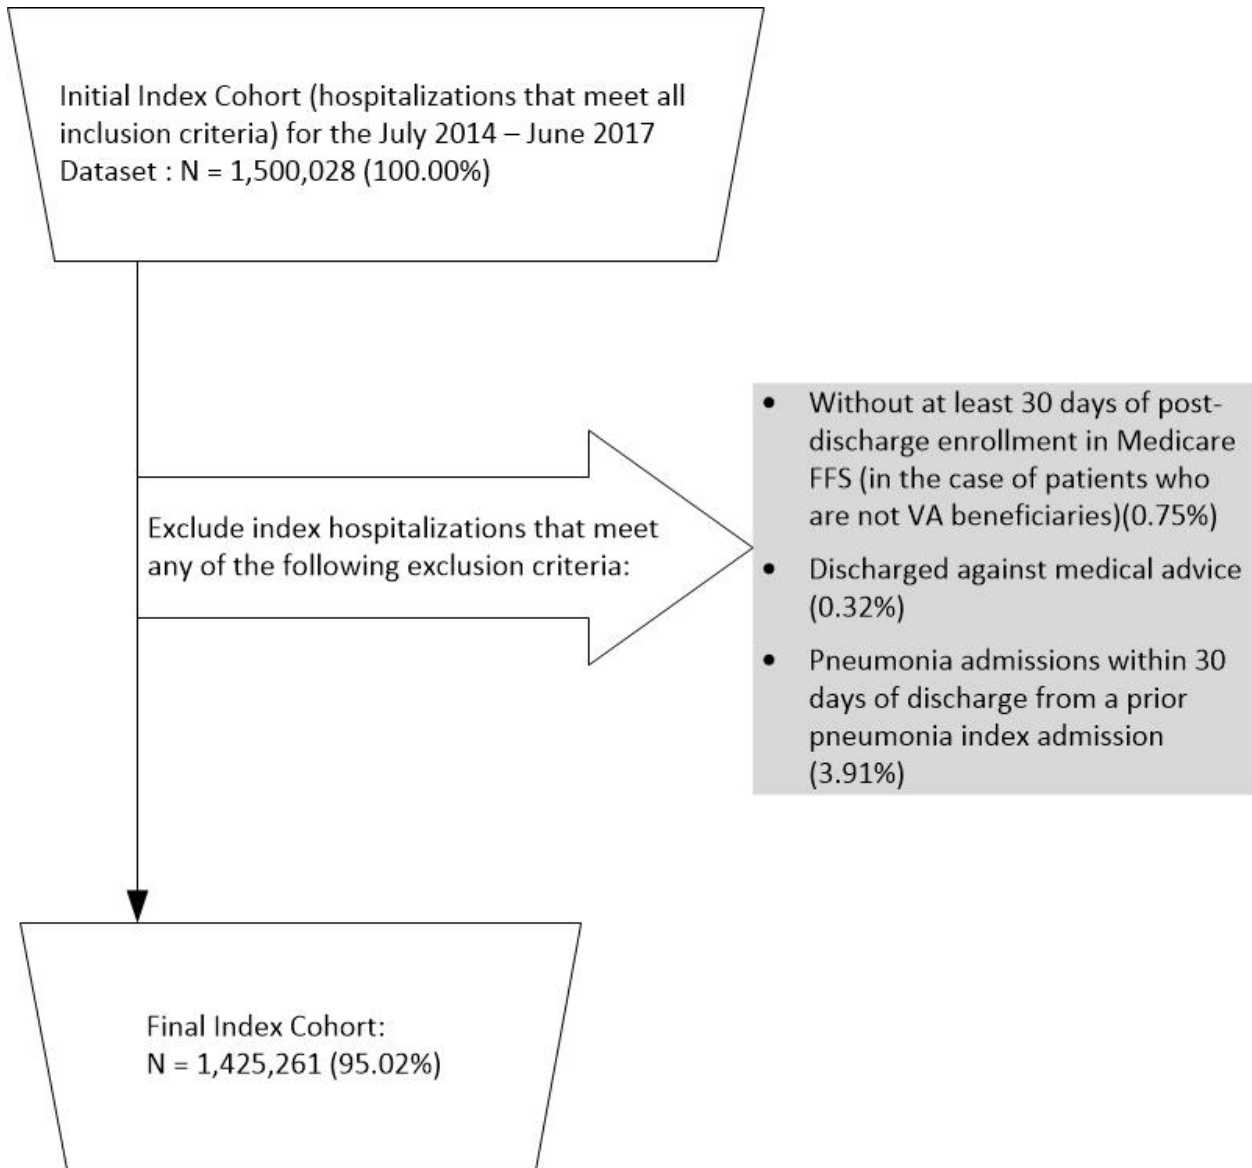 Initial Index Cohort (hospitalizations that meet all
inclusion criteria) for the July 2014 – June 2017
Dataset : N = 1,500,028 (100.00%)
Exclude index hospitalizations that meet
any of the following exclusion criteria:
• Without at least 30 days of post-
discharge enrollment in Medicare
FFS (in the case of patients who
are not VA beneficiaries)(0.75%)
• Discharged against medical advice
(0.32%)
• Pneumonia admissions within 30
days of discharge from a prior
pneumonia index admission
(3.91%)
Final Index Cohort:
N = 1,425,261 (95.02%)